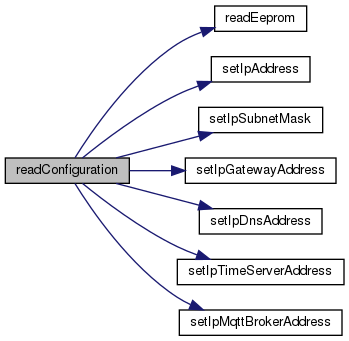 readEeprom
setIpAddress
setIpSubnetMask
readConfiguration
setIpGatewayAddress
setIpDnsAddress
setIpTimeServerAddress
setIpMqttBrokerAddress